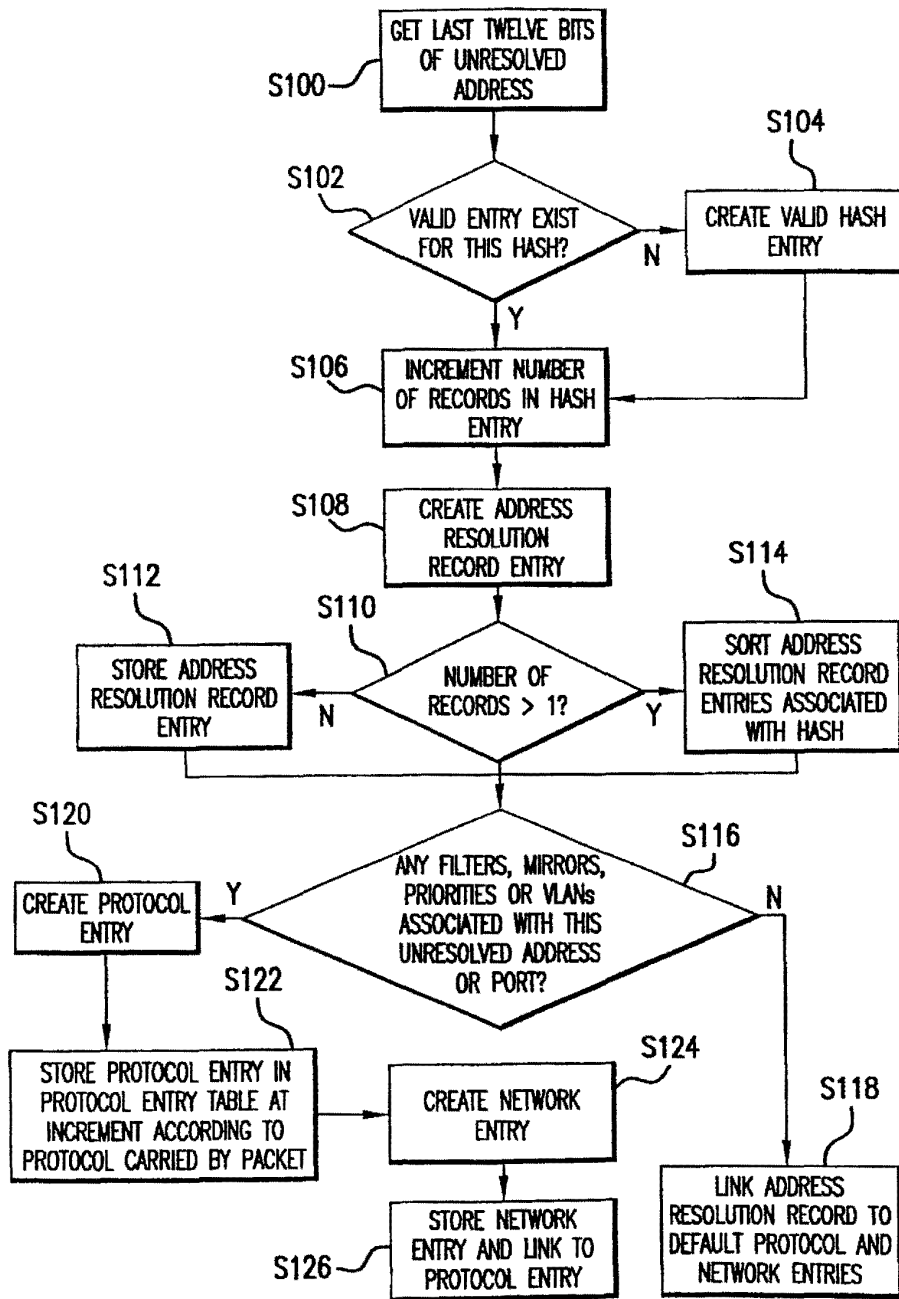 GET LAST TWELVE BITS
OF UNRESOLVED
ADDRESS
S100
S102
VALID ENTRY EXIST
FOR THIS HASH?
N
Y
S104
CREATE VALID HASH
ENTRY
S106
INCREMENT NUMBER
OF RECORDS IN HASH
ENTRY
S108
CREATE ADDRESS
RESOLUTION
RECORD ENTRY
S112
STORE ADDRESS
RESOLUTION RECORD
ENTRY
S110
NUMBER OF
RECORDS > 1?
N
Y
S114
SORT ADDRESS
RESOLUTION RECORD
ENTRIES ASSOCIATED
WITH HASH
S116
ANY FILTERS, MIRRORS,
PRIORITIES OR VLANs
ASSOCIATED WITH THIS
UNRESOLVED ADDRESS
OR PORT?
Y
N
S120
CREATE PROTOCOL
ENTRY
S122
STORE PROTOCOL ENTRY IN
PROTOCOL ENTRY TABLE AT
INCREMENT ACCORDING TO
PROTOCOL CARRIED BY PACKET
S124
CREATE NETWORK
ENTRY
S126
STORE NETWORK
ENTRY AND LINK TO
PROTOCOL ENTRY
S118
LINK ADDRESS
RESOLUTION RECORD TO
DEFAULT PROTOCOL AND
NETWORK ENTRIES